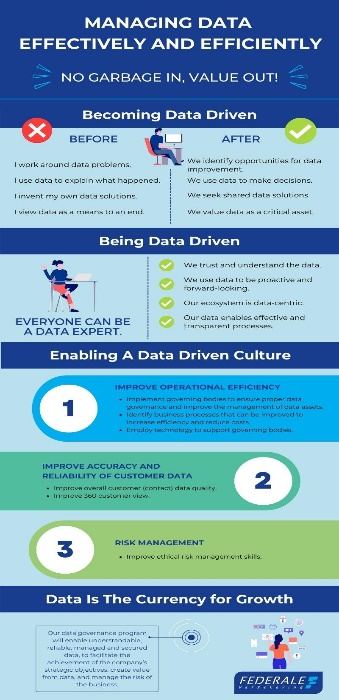 MANAGING DATA
EFFECTIVELY AND EFFICIENTLY
NO GARBAGE IN, VALUE OUT!
Becoming Data Driven
BEFORE
AFTER
I work around data problems.
We identify opportunities for data
improvement.
I use data to explain what happened.
We use data to make decisions.
I invent my own data solutions.
We seek shared data solutions.
I view data as a means to an end.
We value data as a critical asset.
Being Data Driven
We trust and understand the data.
We use data to be proactive and
forward-looking.
Our ecosystem is data-centric.
Our data enables effective and
transparent processes.
EVERYONE CAN BE
A DATA EXPERT.
Enabling A Data Driven Culture
1
IMPROVE OPERATIONAL EFFICIENCY
• Implement governing bodies to ensure proper data
governance and improve the management of data assets.
• Identify business processes that can be improved to
increase efficiency and reduce costs.
• Employ technology to support governing bodies.
IMPROVE ACCURACY AND
RELIABILITY OF CUSTOMER DATA
• Improve overall customer (contact) data quality.
• Improve 360 customer view.
2
3
RISK MANAGEMENT
• Improve ethical risk management skills.
Data Is The Currency for Growth
Our data governance program
will enable understandable,
reliable, managed and secured
data, to facilitate the
achievement of the company's
strategic objectives, create value
from data, and manage the risk of
the business.
FEDERALE